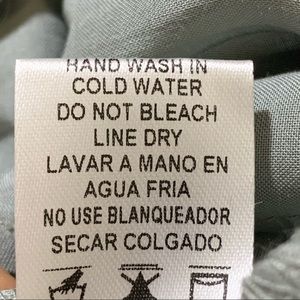 HAND WASH IN
COLD WATER
DO NOT BLEACH
LINE DRY
LAVAR A MANO EN
AGUA FRIA
NO USE BLANQUEADOR
SECAR COLGADO